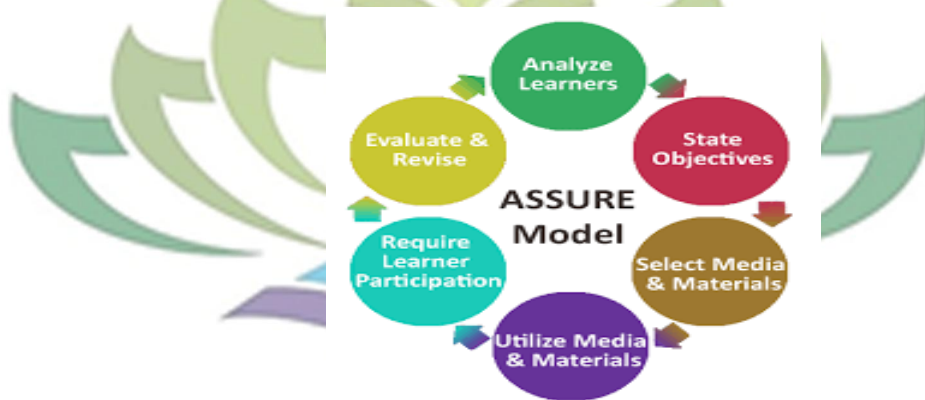 Analyze
Learners
State
Objectives
Select Media
& Materials
Utilize Media
& Materials
Require
Learner
Participation
Evaluate &
Revise
ASSURE
Model